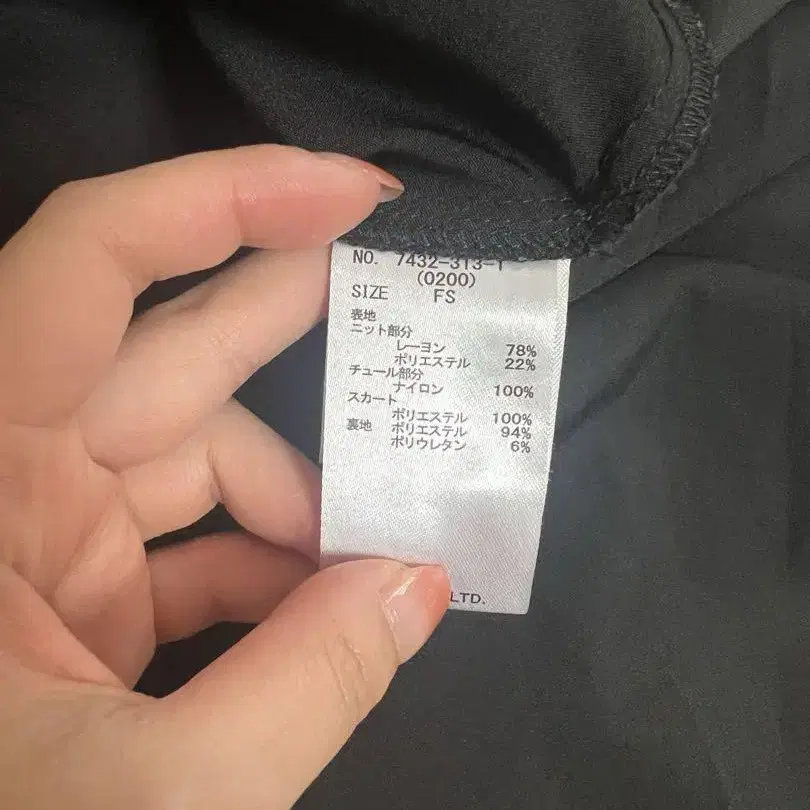 NO. 7432-313-1
(0200)
SIZE FS
表地
ニット部分
レーヨン 78%
ポリエステル 22%
チュール部分
ナイロン 100%
スカート
ポリエステル 100%
裏地 ポリエステル 94%
ポリウレタン 6%
LTD.